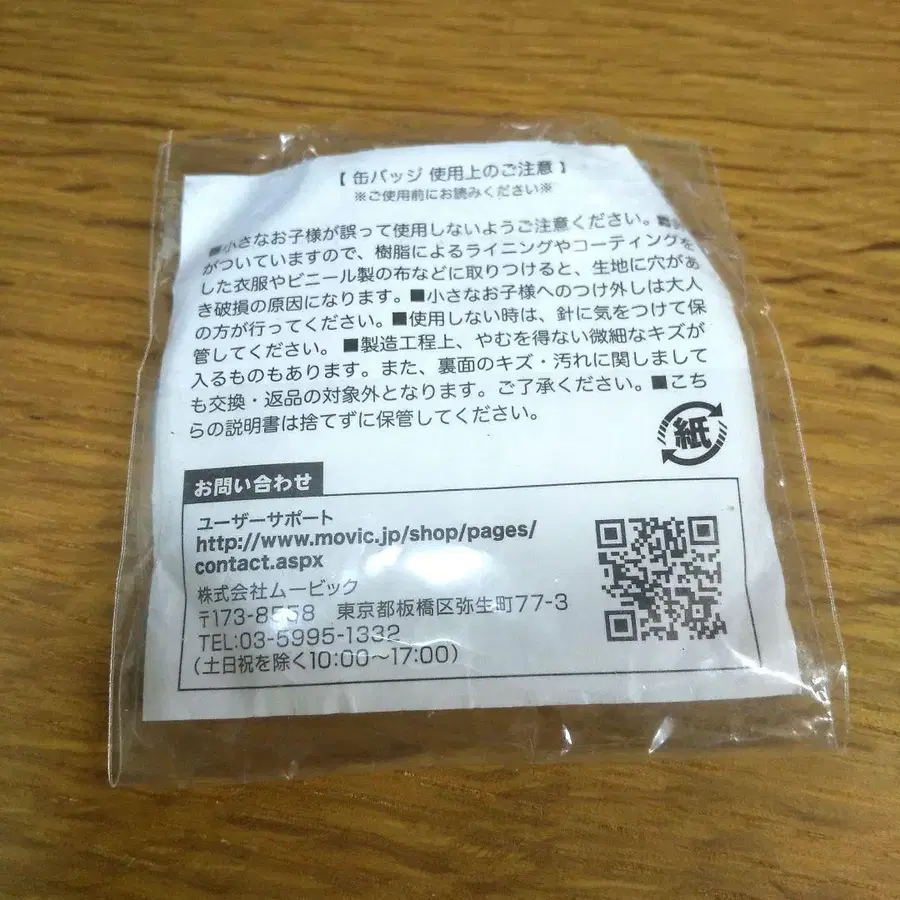 【 缶バッジ 使用上のご注意 】
※ご使用前にお読みください※
■小さなお子様が誤って使用しないようご注意ください。■
がついていますので、樹脂によるライニングやコーティングを
した衣服やビニール製の布などに取りつけると、生地に穴があ
き破損の原因になります。■小さなお子様へのつけ外しは大人
の方が行ってください。■使用しない時は、針に気をつけて保
管してください。 ■製造工程上、やむを得ない微細なキズが
入るものもあります。また、裏面のキズ・汚れに関しまして
も交換・返品の対象外となります。ご了承ください。■こち
らの説明書は捨てずに保管してください。
紙
お問い合わせ
ユーザーサポート
http://www.movic.jp/shop/pages/
contact.aspx
株式会社ムービック
〒173-8558 東京都板橋区弥生町77-3
TEL:03-5995-1332
(土日祝を除く10:00〜17:00)